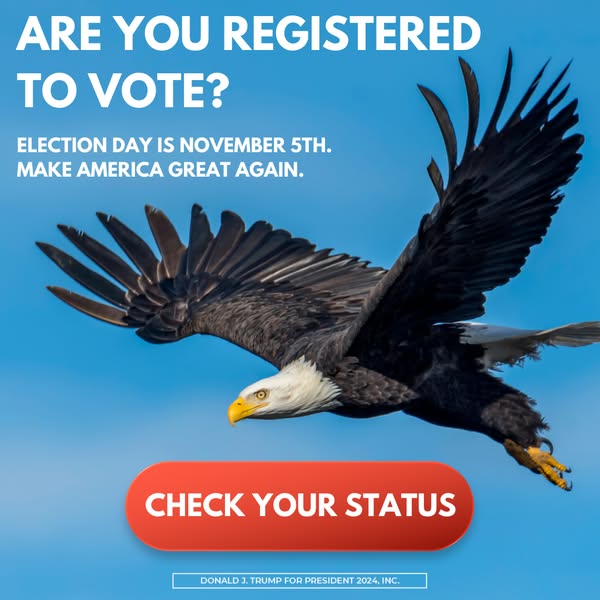 ARE YOU REGISTERED
TO VOTE?
ELECTION DAY IS NOVEMBER 5TH.
MAKE AMERICA GREAT AGAIN.
CHECK YOUR STATUS
DONALD J. TRUMP FOR PRESIDENT 2024, INC.